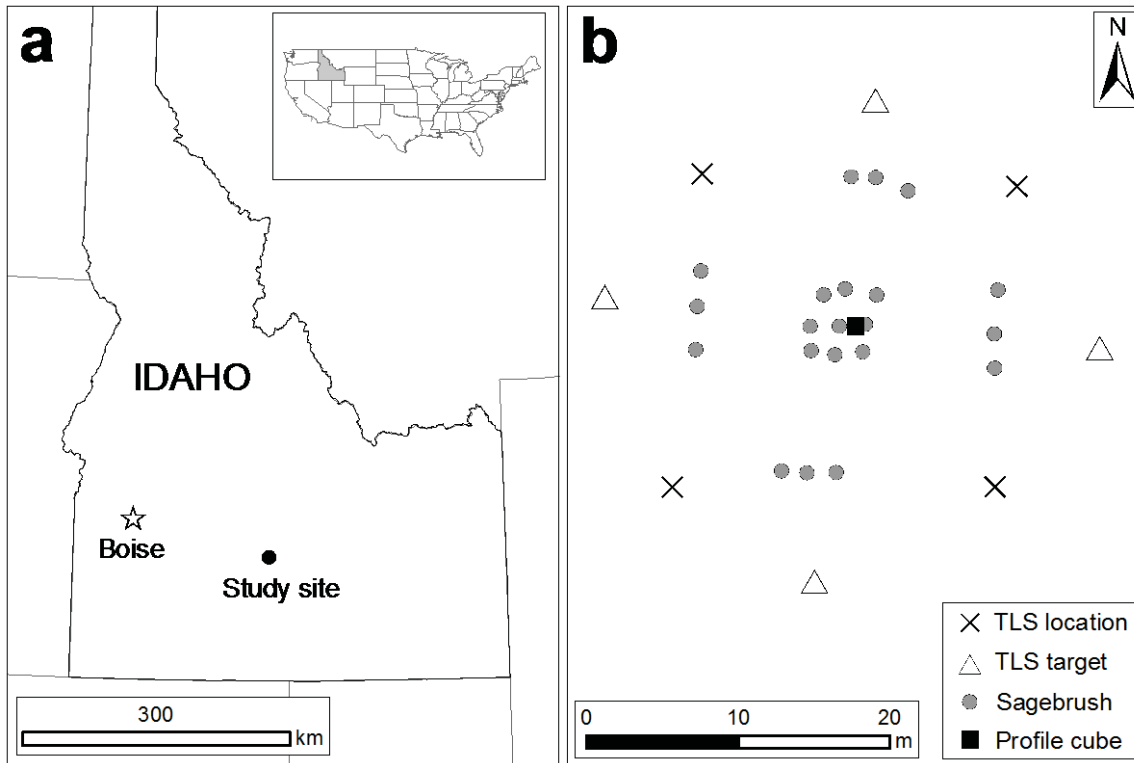 a
IDAHO
Boise
Study site
300
km
b
N
TLS location
TLS target
Sagebrush
Profile cube
0 10 20
m